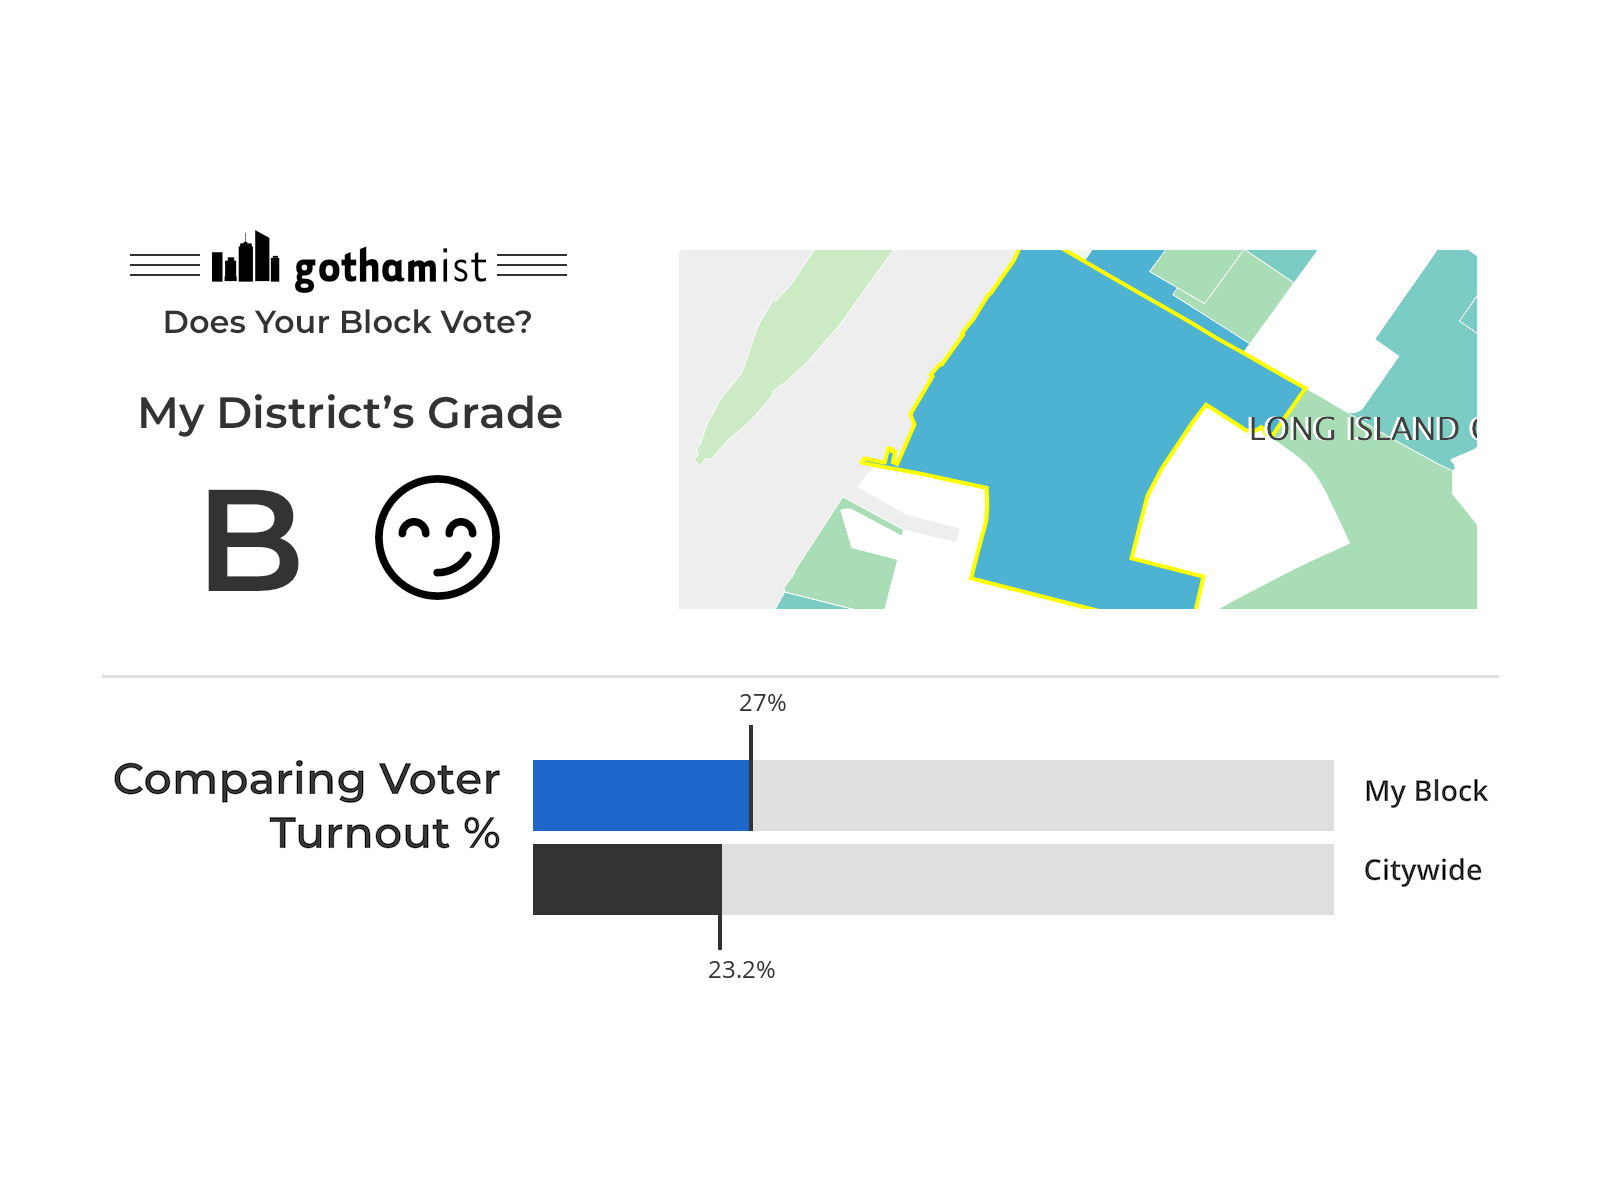 gothamist
Does Your Block Vote?
My District’s Grade
B
LONG ISLAND
27%
Comparing Voter
Turnout %
My Block
Citywide
23.2%